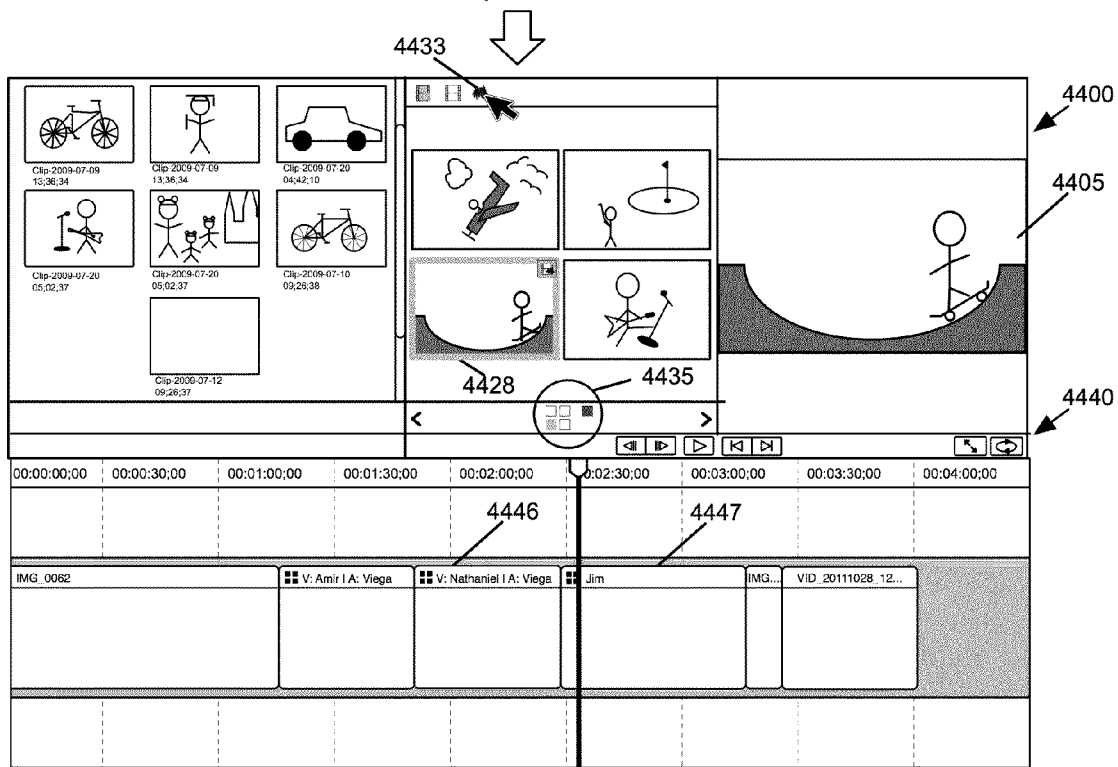 4433
4400
4405
Clip-2009-07-09
13;36;34
Clip-2009-07-09
13;36;34
Clip-2009-07-20
04;42;10
Clip-2009-07-20
05;02;37
Clip-2009-07-20
05;02;37
Clip-2009-07-10
09;26;38
Clip-2009-07-12
09;26;37
4428
4435
4440
00:00:00;00 00:00:30;00 00:01:00;00 00:01:30;00 00:02:00;00 0:02:30;00 00:03:00;00 00:03:30;00 00:04:00;00
4446
4447
IMG_0062 V: Amir I A: Viega V: Nathaniel I A: Viega Jim IMG... VID_20111028_12...